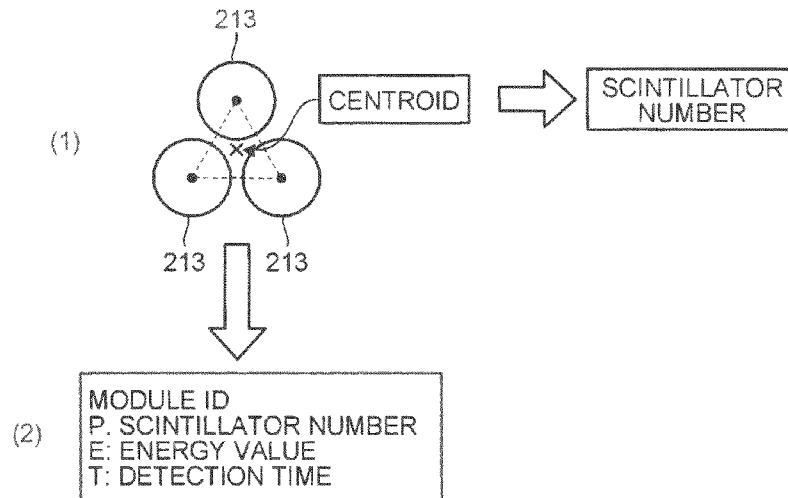 213
CENTROID
SCINTILLATOR
NUMBER
(1)
213
213
(2)
MODULE ID
P. SCINTILLATOR NUMBER
E: ENERGY VALUE
T: DETECTION TIME